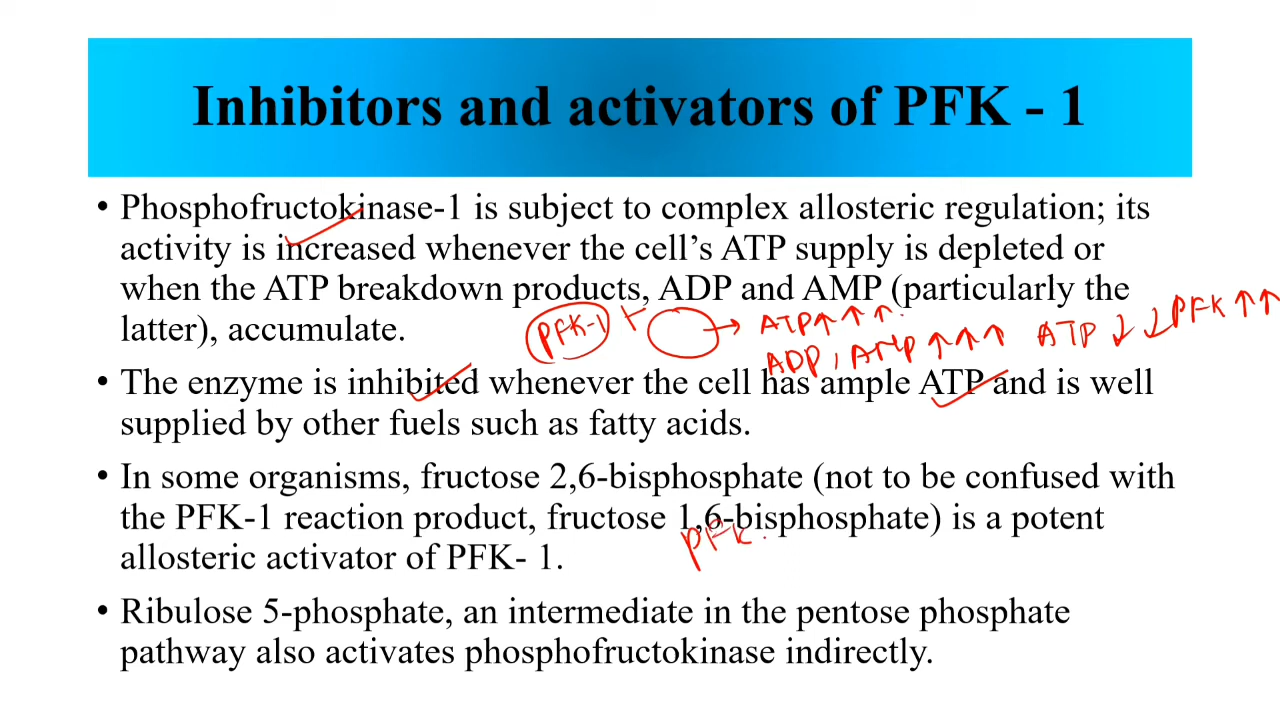 Inhibitors and activators of PFK - 1
• Phosphofructokinase-1 is subject to complex allosteric regulation; its
activity is increased whenever the cell's ATP supply is depleted or
when the ATP breakdown products, ADP and AMP (particularly the
latter), accumulate.
PFK-1 + → ATP↑ ↑ ↑
ADP, AMP ↑ ↑ ↑ ATP ↓ ↓ PFK ↑ ↑
• The enzyme is inhibited whenever the cell has ample ATP and is well
supplied by other fuels such as fatty acids.
• In some organisms, fructose 2,6-bisphosphate (not to be confused with
the PFK-1 reaction product, fructose 1,6-bisphosphate) is a potent
PFK.
allosteric activator of PFK- 1.
• Ribulose 5-phosphate, an intermediate in the pentose phosphate
pathway also activates phosphofructokinase indirectly.